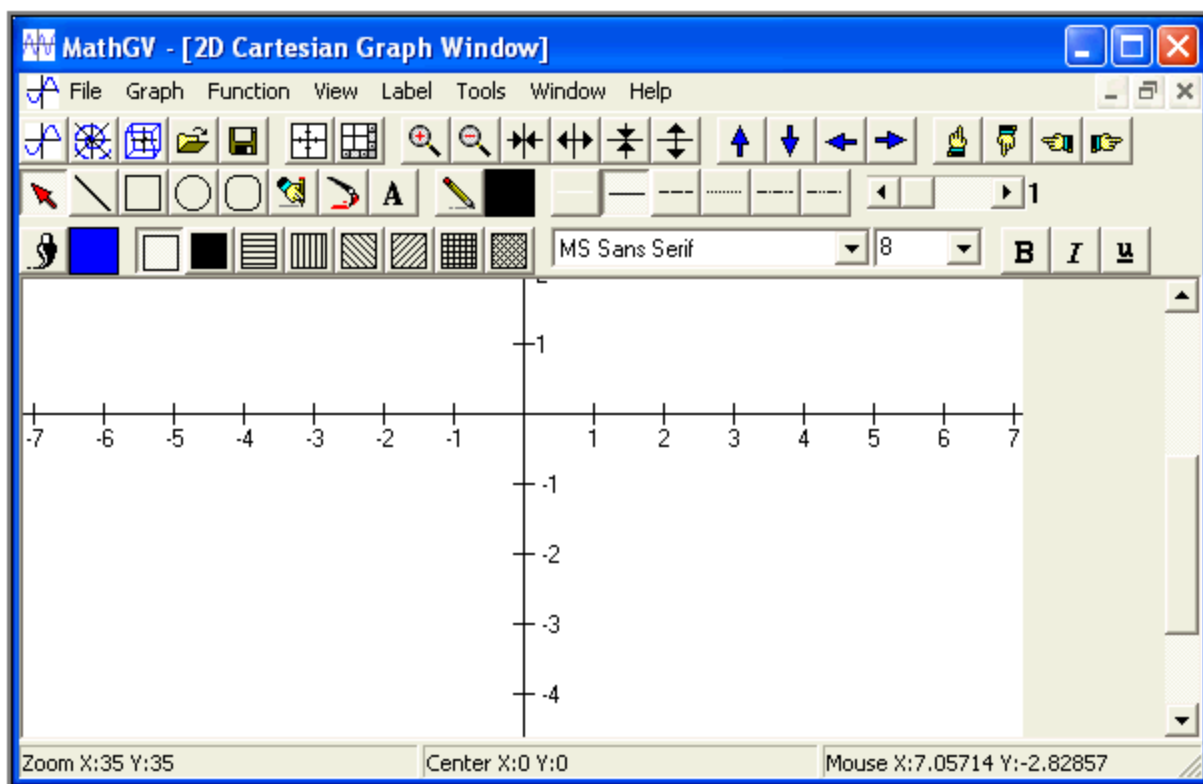 MathGV - [2D Cartesian Graph Window]
File Graph Function View Label Tools Window Help
A 1
MS Sans Serif 8 B I u
1
-7 -6 -5 -4 -3 -2 -1 1 2 3 4 5 6 7
-1
-2
-3
-4
Zoom X:35 Y:35 Center X:0 Y:0 Mouse X:7.05714 Y:-2.82857